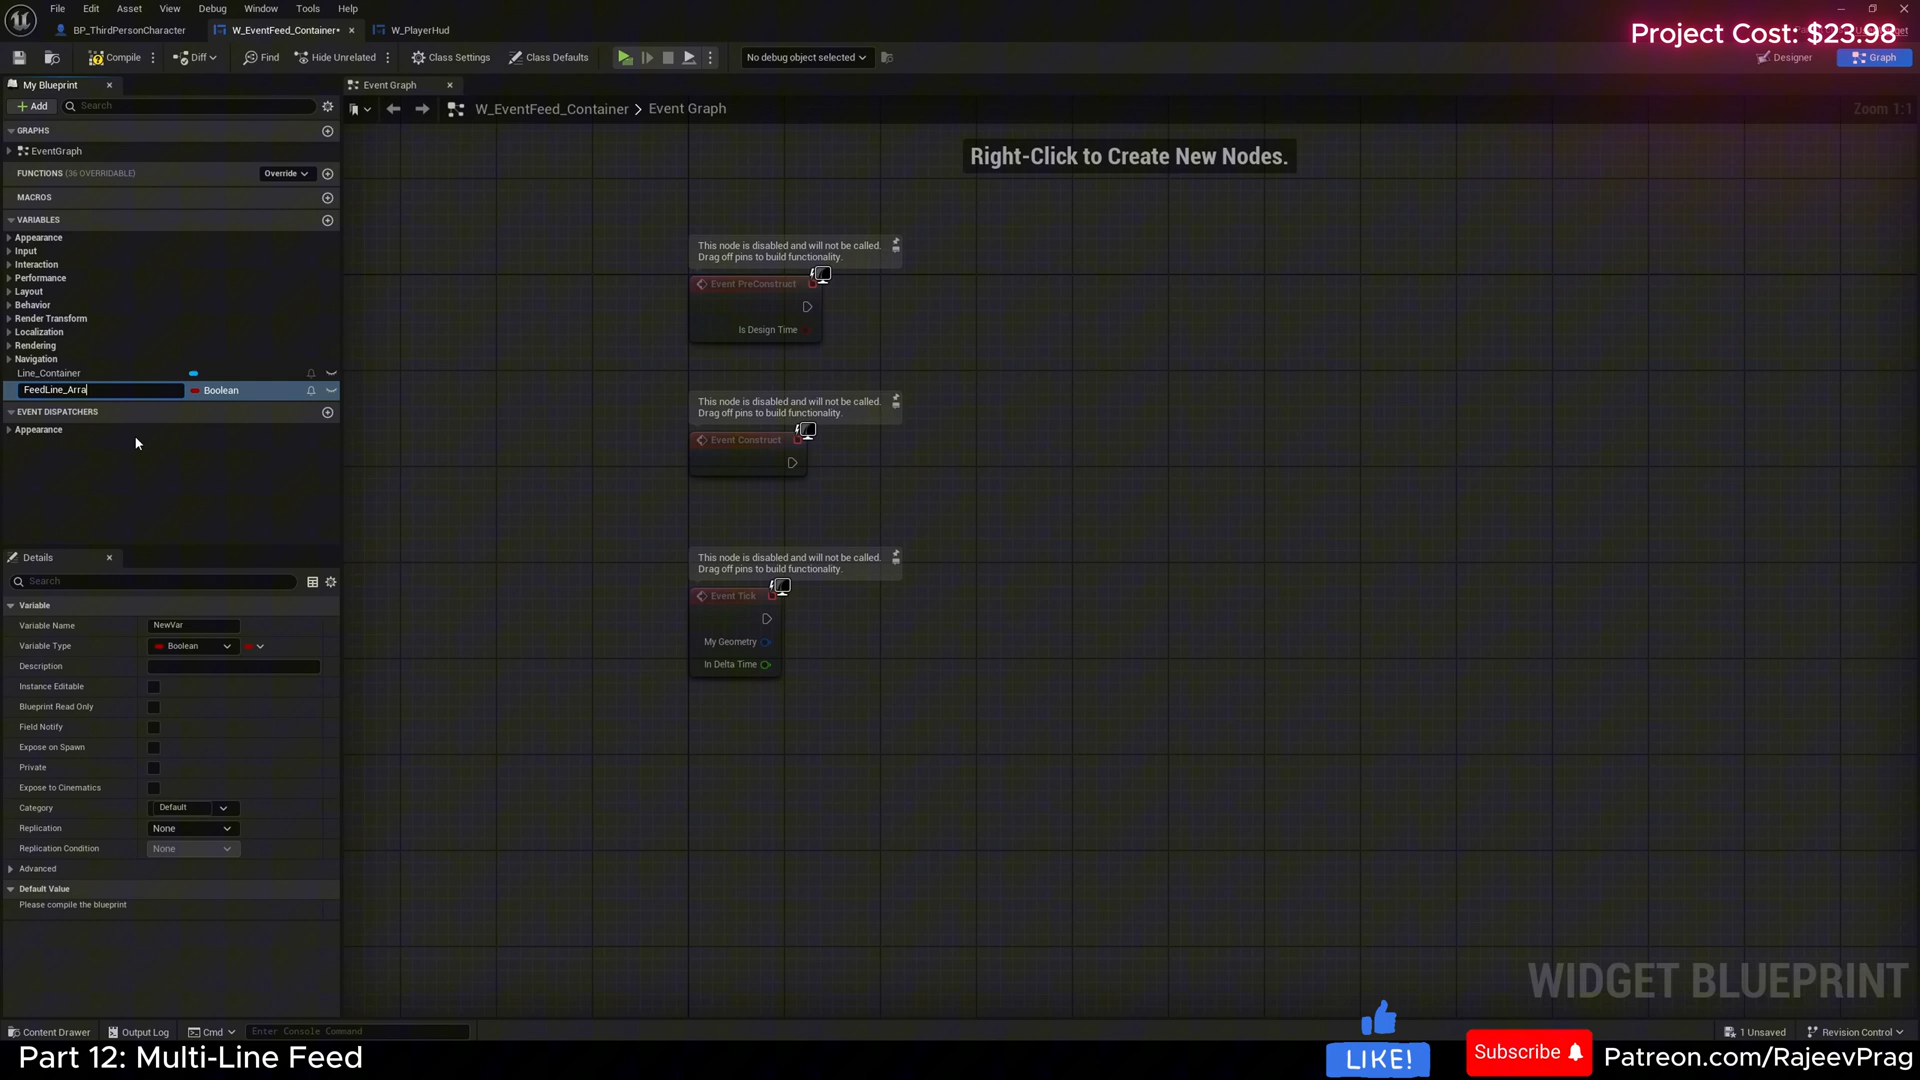 File Edit Asset View Debug Window Tools Help
BP_ThirdPersonCharacter
W_EventFeed_Container*
W_PlayerHud
Project Cost: $23.98
Compile
Diff
Find
Hide Unrelated
Class Settings
Class Defaults
No debug object selected
Designer
Graph
My Blueprint
Event Graph
Add
Search
W_EventFeed_Container > Event Graph
Zoom 1:1
GRAPHS
EventGraph
Right-Click to Create New Nodes.
FUNCTIONS (36 OVERRIDABLE)
Override
MACROS
VARIABLES
Appearance
Input
Interaction
Performance
Layout
Behavior
Render Transform
Localization
Rendering
Navigation
Line_Container
FeedLine_Arra
Boolean
EVENT DISPATCHERS
Appearance
This node is disabled and will not be called.
Drag off pins to build functionality.
Event PreConstruct
Is Design Time
This node is disabled and will not be called.
Drag off pins to build functionality.
Event Construct
This node is disabled and will not be called.
Drag off pins to build functionality.
Event Tick
My Geometry
In Delta Time
Details
Search
Variable
Variable Name NewVar
Variable Type Boolean
Description
Instance Editable
Blueprint Read Only
Field Notify
Expose on Spawn
Private
Expose to Cinematics
Category Default
Replication None
Replication Condition None
Advanced
Default Value
Please compile the blueprint
WIDGET BLUEPRINT
Content Drawer
Output Log
Cmd
Enter Console Command
1 Unsaved
Revision Control
Part 12: Multi-Line Feed
LIKE!
Subscribe
Patreon.com/RajeevPrag